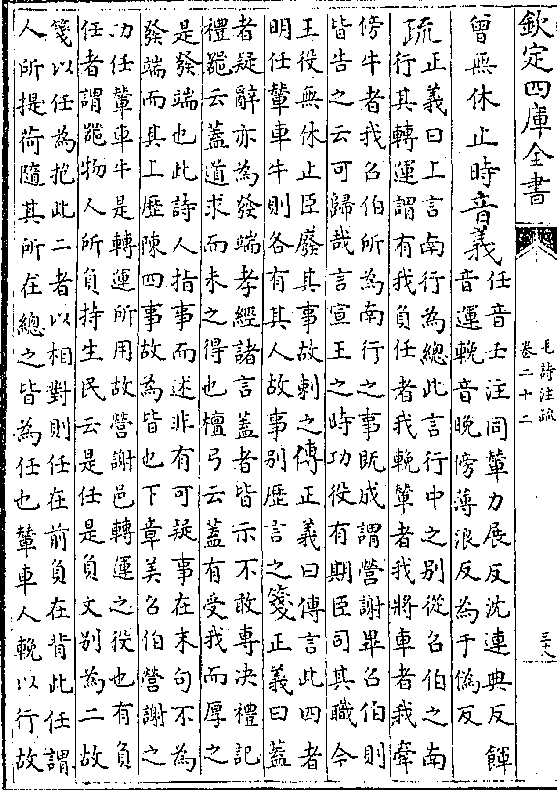 欽定四庫全書
毛詩注疏
卷二十二
曾無休止時音義
任音壬注同輦力展反沈連典反餫
音運輓音晚傍薄浪反為于偽反
疏
正義曰上言南行為總此言行中之別從召伯之南
行其轉運謂有我負任者我輓輦者我將車者我牽
傍牛者我召伯所為南行之事既成謂營謝畢召伯則
皆告之云可歸哉言宣王之時功役有期臣司其職今
王役無休止臣廢其事故刺之傳正義曰傳言此四者
明任輦車牛則各有其人故事別歷言之箋正義曰蓋
者疑辭亦為發端孝經諸言蓋者皆示不敢專決禮記
禮器云蓋道求而未之得也檀弓云蓋有受我而厚之
是發端也此詩人指事而述非有可疑事在末句不為
發端而其上歷陳四事故為皆也下章美召伯營謝之
功任輦車牛是轉運所用故營謝邑轉運之役也有負
任者謂器物人所負持生民云是任是負文別為二故
箋以任為抱此二者以相對則任在前負在背此任謂
人所提荷隨其所在總之皆為任也輦車人輓以行故